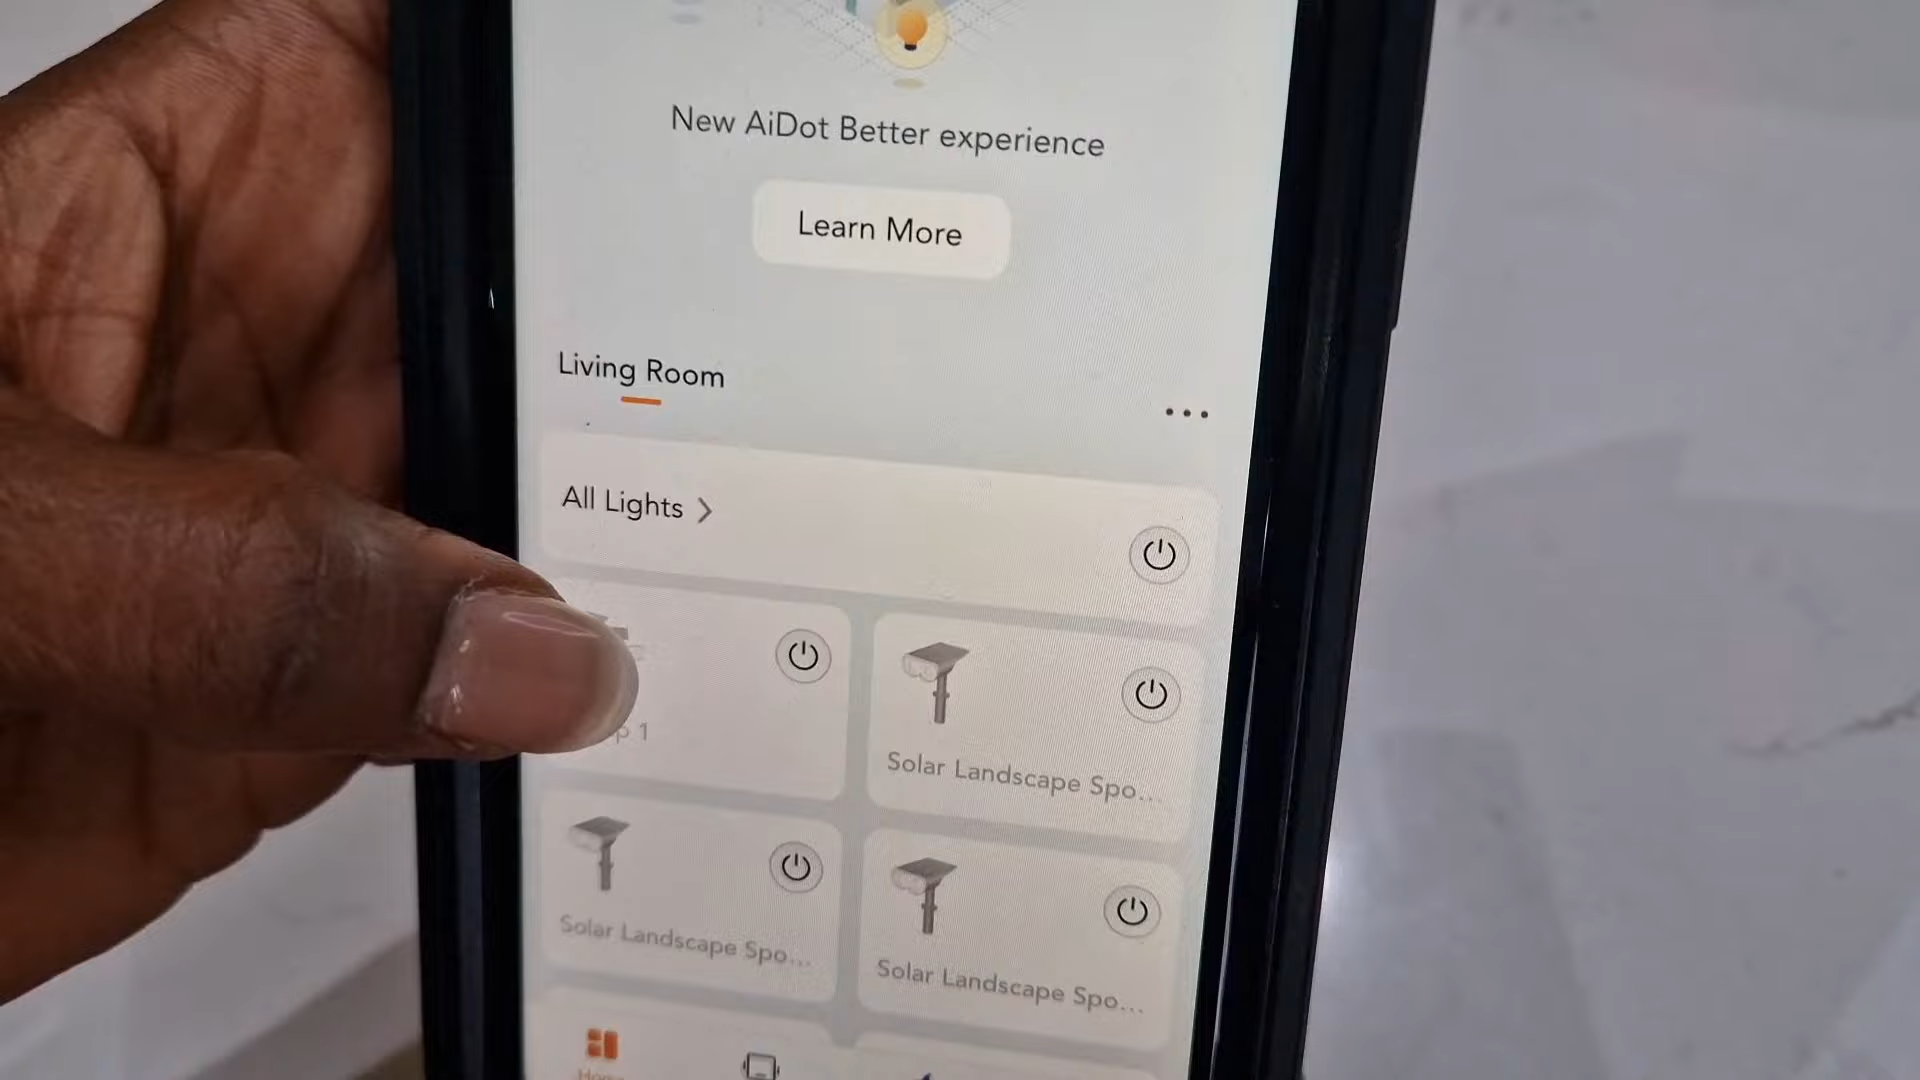 New AiDot Better experience
Learn More
Living Room
All Lights
p 1
Solar Landscape Spo...
Solar Landscape Spo...
Solar Landscape Spo...